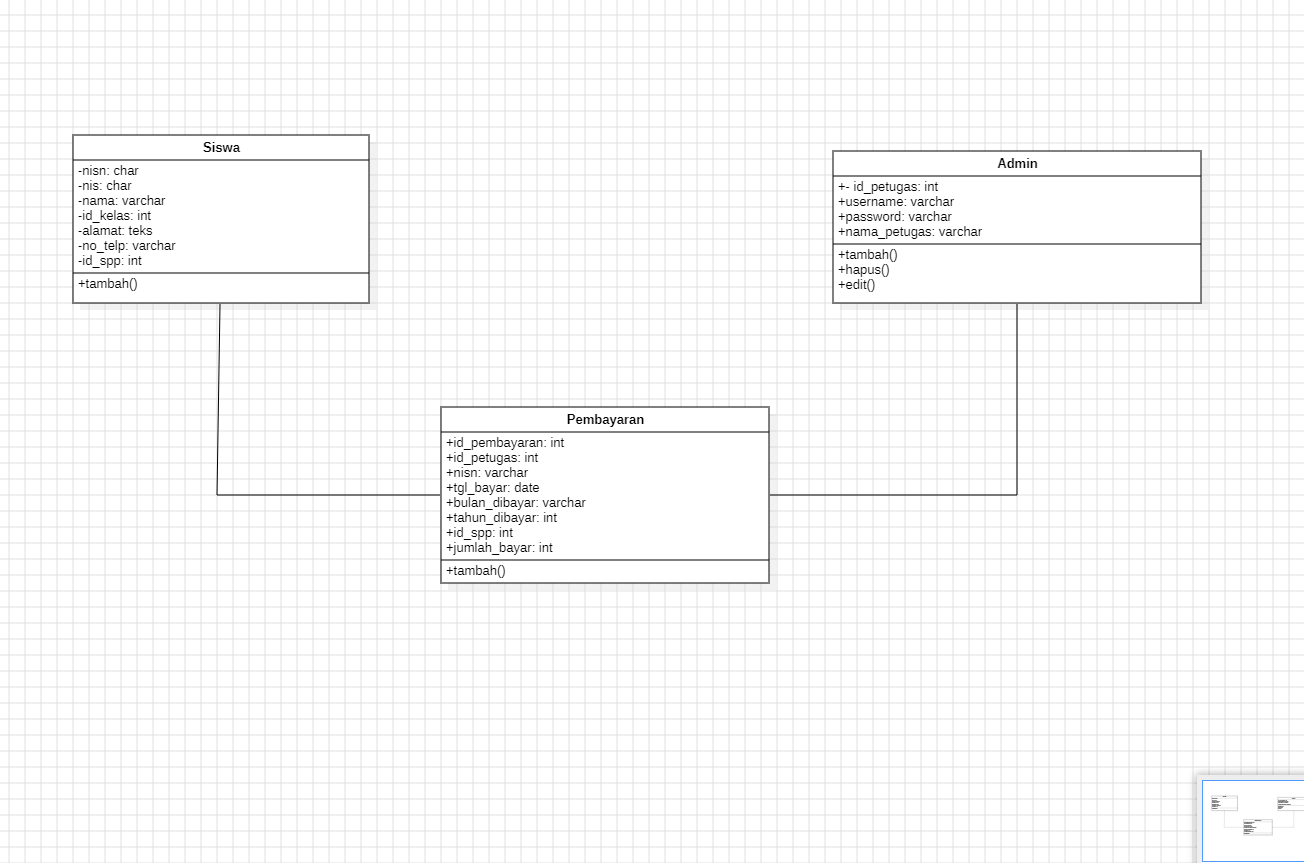 Siswa
-nisn: char
-nis: char
-nama: varchar
-id_kelas: int
-alamat: teks
-no_telp: varchar
-id_spp: int
+tambah()
Admin
+- id_petugas: int
+username: varchar
+password: varchar
+nama_petugas: varchar
+tambah()
+hapus()
+edit()
Pembayaran
+id_pembayaran: int
+id_petugas: int
+nisn: varchar
+tgl_bayar: date
+bulan_dibayar: varchar
+tahun_dibayar: int
+id_spp: int
+jumlah_bayar: int
+tambah()